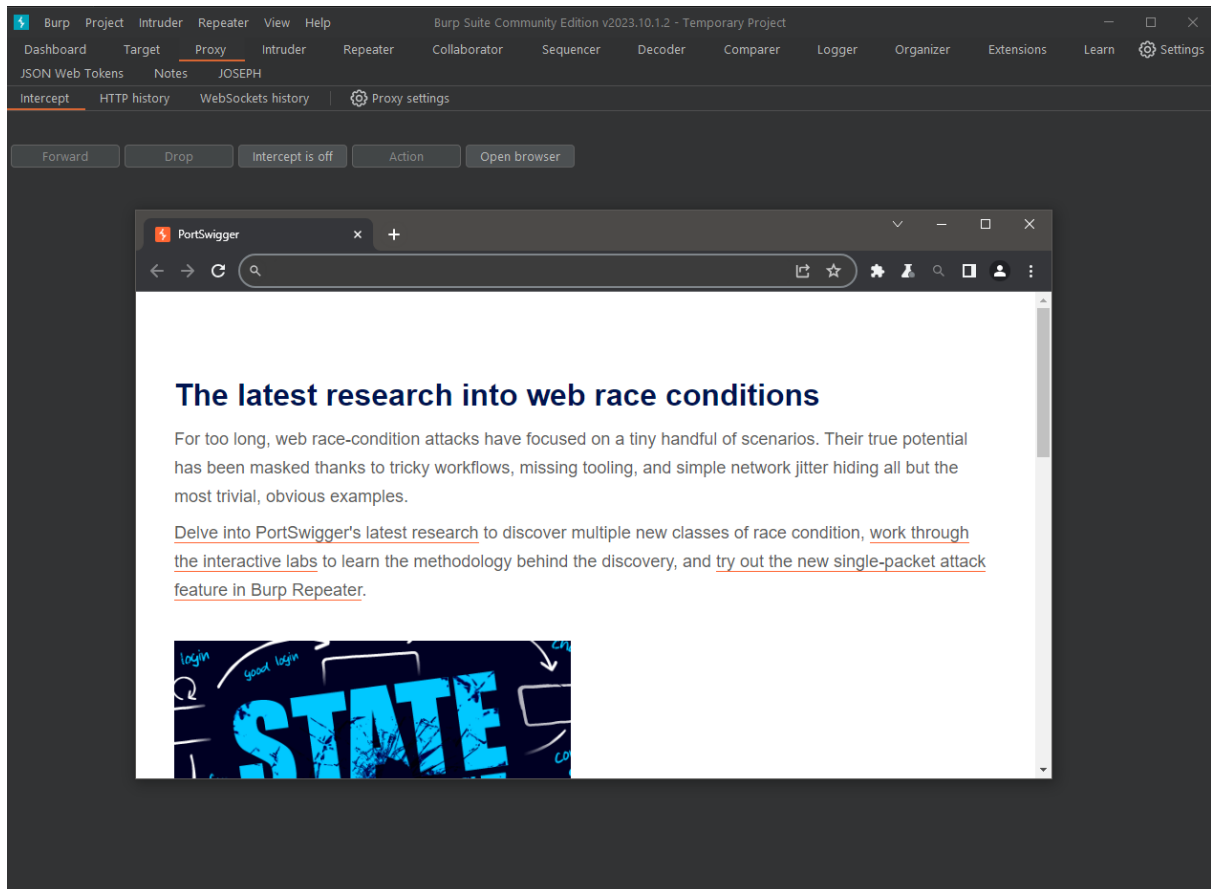 Burp Project Intruder Repeater View Help Burp Suite Community Edition v2023.10.1.2 - Temporary Project
Dashboard Target Proxy Intruder Repeater Collaborator Sequencer Decoder Comparer Logger Organizer Extensions Learn Settings
JSON Web Tokens Notes JOSEPH
Intercept HTTP history WebSockets history Proxy settings
Forward Drop Intercept is off Action Open browser
PortSwigger
The latest research into web race conditions
For too long, web race-condition attacks have focused on a tiny handful of scenarios. Their true potential
has been masked thanks to tricky workflows, missing tooling, and simple network jitter hiding all but the
most trivial, obvious examples.
Delve into PortSwigger's latest research to discover multiple new classes of race condition, work through
the interactive labs to learn the methodology behind the discovery, and try out the new single-packet attack
feature in Burp Repeater.
login
good login
STATE